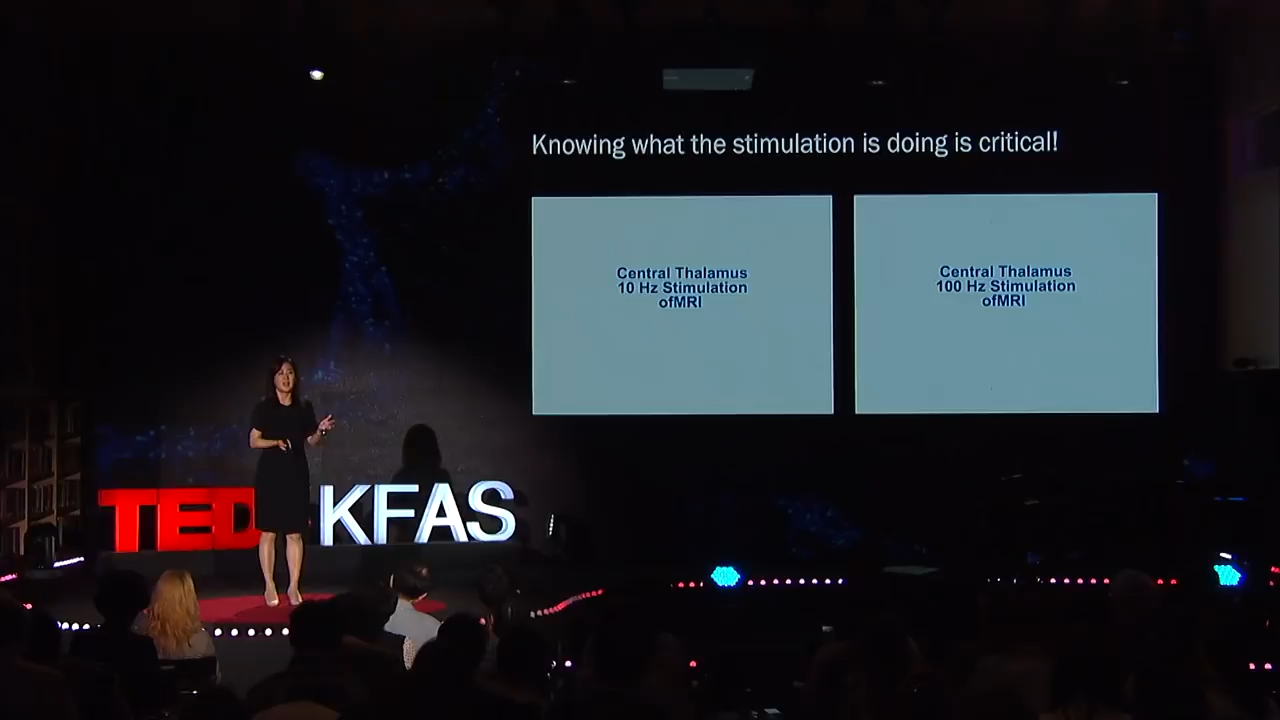 Knowing what the stimulation is doing is critical!
Central Thalamus
10 Hz Stimulation
ofMRI
Central Thalamus
100 Hz Stimulation
ofMRI
TED KFAS